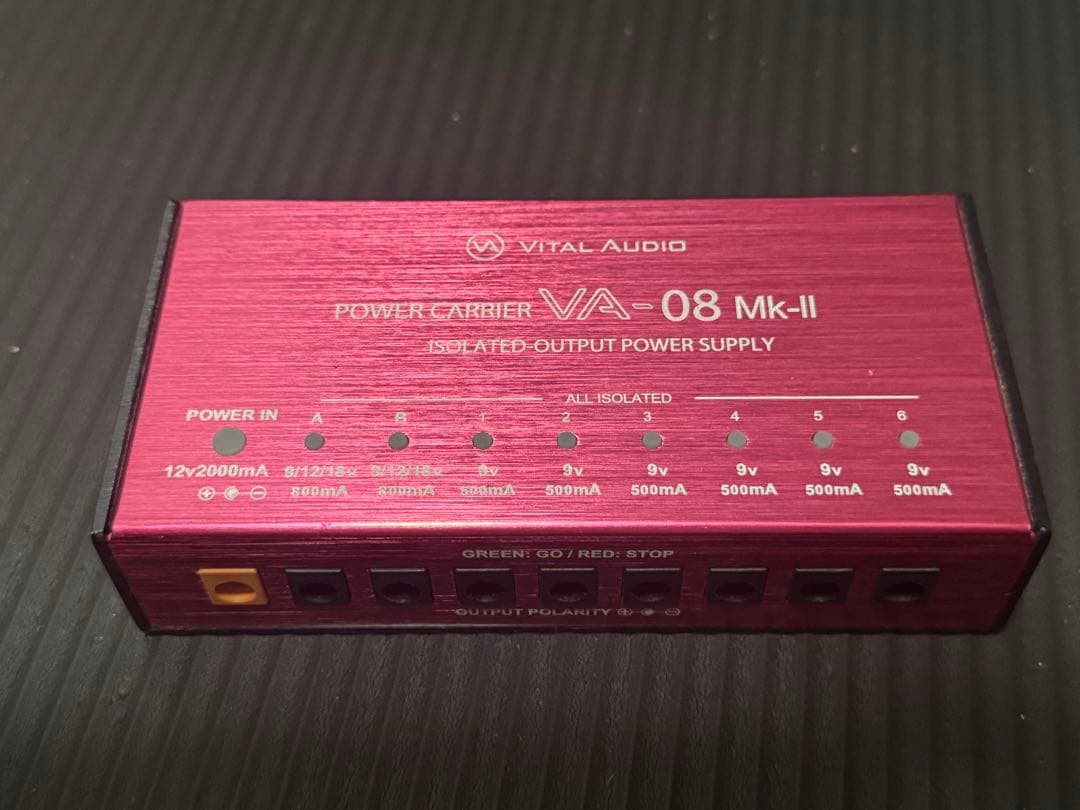 VA VITAL AUDIO
POWER CARRIER VA-08 Mk-II
ISOLATED-OUTPUT POWER SUPPLY
ALL ISOLATED
POWER IN A B 1 2 3 4 5 6
12v2000mA 9/12/18v 9/12/18v 9v 9v 9v 9v 9v 9v
800mA 800mA 500mA 500mA 500mA 500mA 500mA 500mA
GREEN: GO / RED: STOP
OUTPUT POLARITY